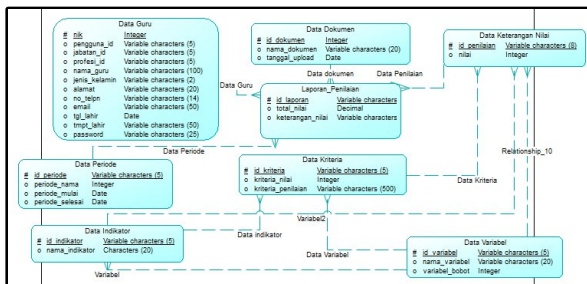 Data Guru
# nik Integer
o pengguna_id Variable characters (5)
o jabatan_id Variable characters (5)
o profesi_id Variable characters (5)
o nama_guru Variable characters (100)
o jenis_kelamin Variable characters (2)
o alamat Variable characters (20)
o no_telpn Variable characters (14)
o email Variable characters (50)
o tgl_lahir Date
o tmpt_lahir Variable characters (50)
o password Variable characters (25)
Data Dokumen
# id_dokumen Integer
o nama_dokumen Variable characters (20)
o tanggal_upload Date
Data Keterangan Nilai
# id_penilaian Variable characters (8)
o nilai Integer
Data dokumen
Data Penilaian
Data Guru
Laporan_Penilaian
# id_laporan Variable characters
o total_nilai Decimal
o keterangan_nilai Variable characters
Data Periode
Relationship_10
Data Periode
# id_periode Variable characters (5)
o periode_nama Integer
o periode_mulai Date
o periode_selesai Date
Data Kriteria
# id_kriteria Variable characters (5)
o kriteria_nilai Integer
o kriteria_penilaian Variable characters (500)
Data Kriteria
Variabel2
Data Indikator
# id_indikator Variable characters (5)
o nama_indikator Characters (20)
Data indikator
Data Variabel
Data Variabel
# id_variabel Variable characters (5)
o nama_variabel Variable characters (20)
o variabel_bobot Integer
Variabel